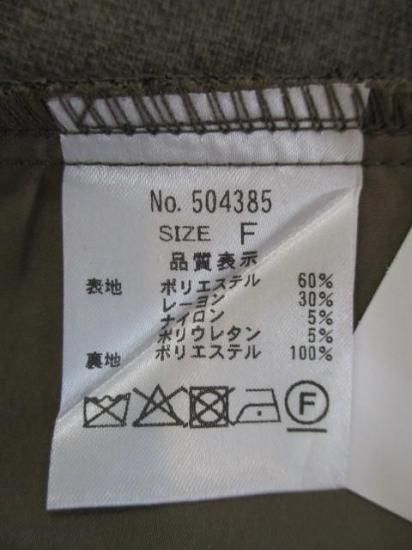 No. 504385
SIZE F
品質表示
表地 ポリエステル 60%
レーヨン 30%
ナイロン 5%
ポリウレタン 5%
裏地 ポリエステル 100%
F